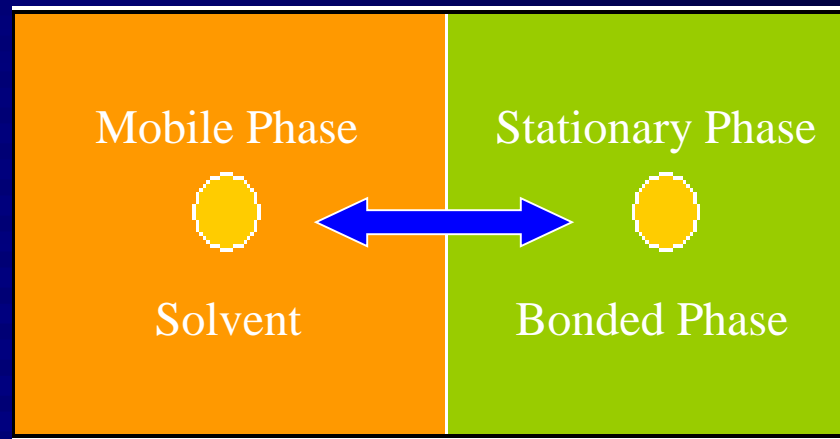 Mobile Phase
Stationary Phase
Solvent
Bonded Phase